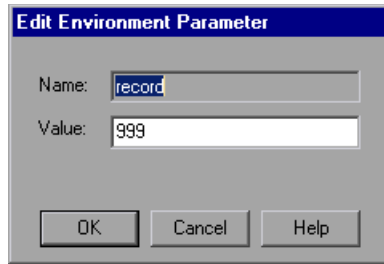 Edit Environment Parameter
Name: record
Value: 999
OK Cancel Help